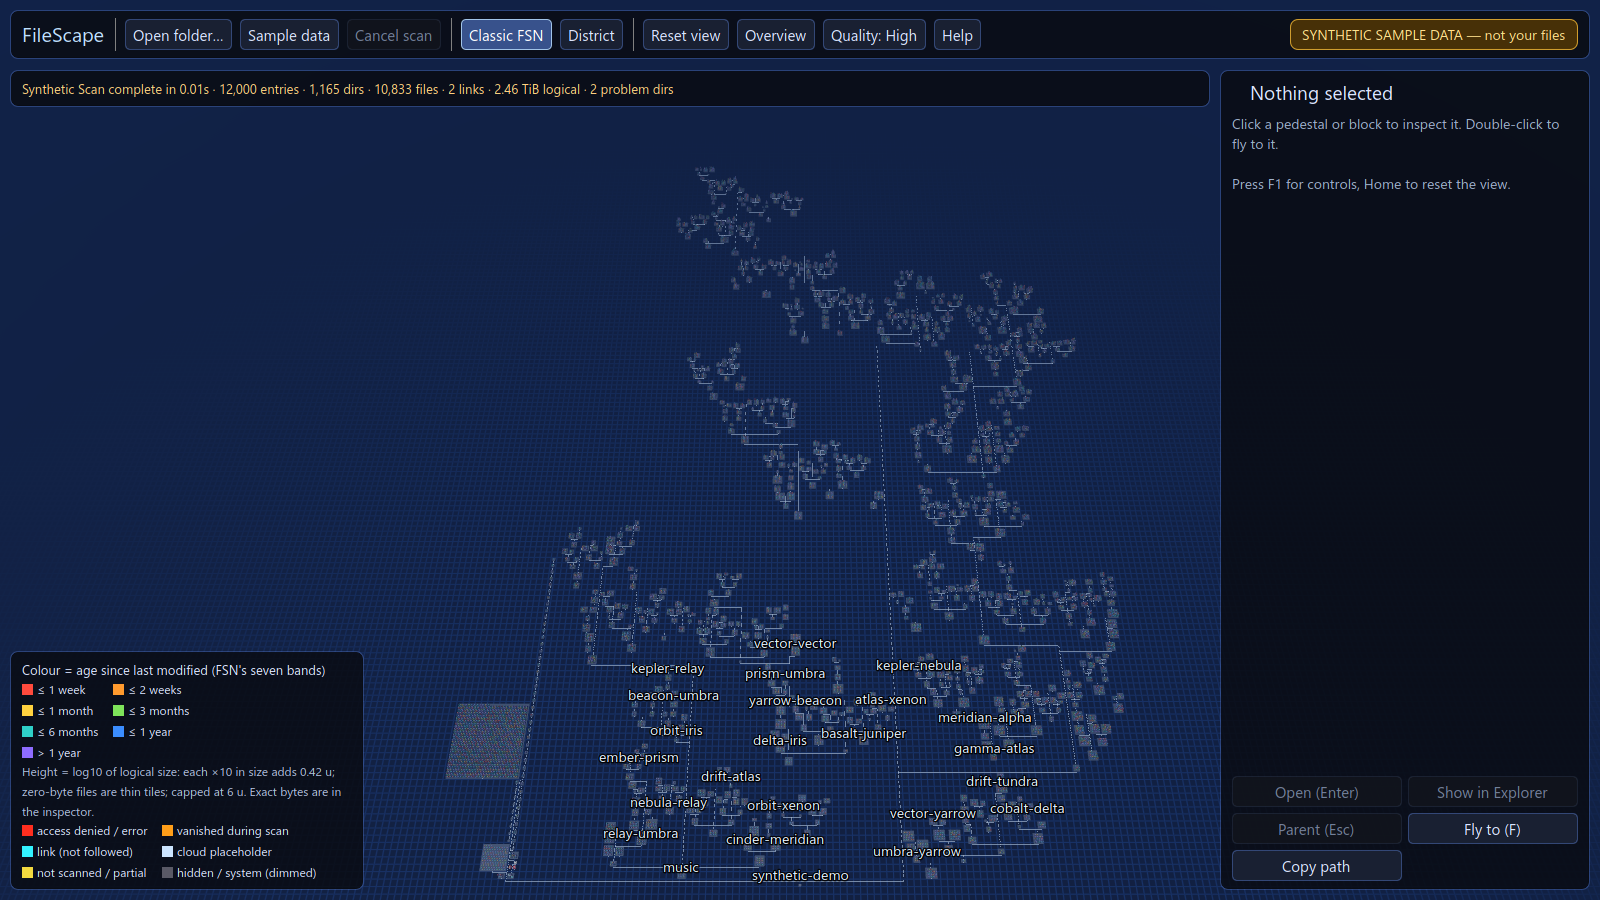 FileScape
Open folder...
Sample data
Cancel scan
Classic FSN
District
Reset view
Overview
Quality: High
Help
SYNTHETIC SAMPLE DATA — not your files
Synthetic Scan complete in 0.01s · 12,000 entries · 1,165 dirs · 10,833 files · 2 links · 2.46 TiB logical · 2 problem dirs
Nothing selected
Click a pedestal or block to inspect it. Double-click to
fly to it.
Press F1 for controls, Home to reset the view.
vector-vector
kepler-relay
prism-umbra
kepler-nebula
beacon-umbra
yarrow-beacon
atlas-xenon
meridian-alpha
orbit-iris
delta-iris
basalt-juniper
gamma-atlas
ember-prism
drift-atlas
drift-tundra
nebula-relay
orbit-xenon
vector-yarrow
cobalt-delta
relay-umbra
cinder-meridian
umbra-yarrow
music
synthetic-demo
Colour = age since last modified (FSN's seven bands)
≤ 1 week
≤ 2 weeks
≤ 1 month
≤ 3 months
≤ 6 months
≤ 1 year
> 1 year
Height = log10 of logical size: each ×10 in size adds 0.42 u;
zero-byte files are thin tiles; capped at 6 u. Exact bytes are in
the inspector.
access denied / error
vanished during scan
link (not followed)
cloud placeholder
not scanned / partial
hidden / system (dimmed)
Open (Enter)
Show in Explorer
Parent (Esc)
Fly to (F)
Copy path